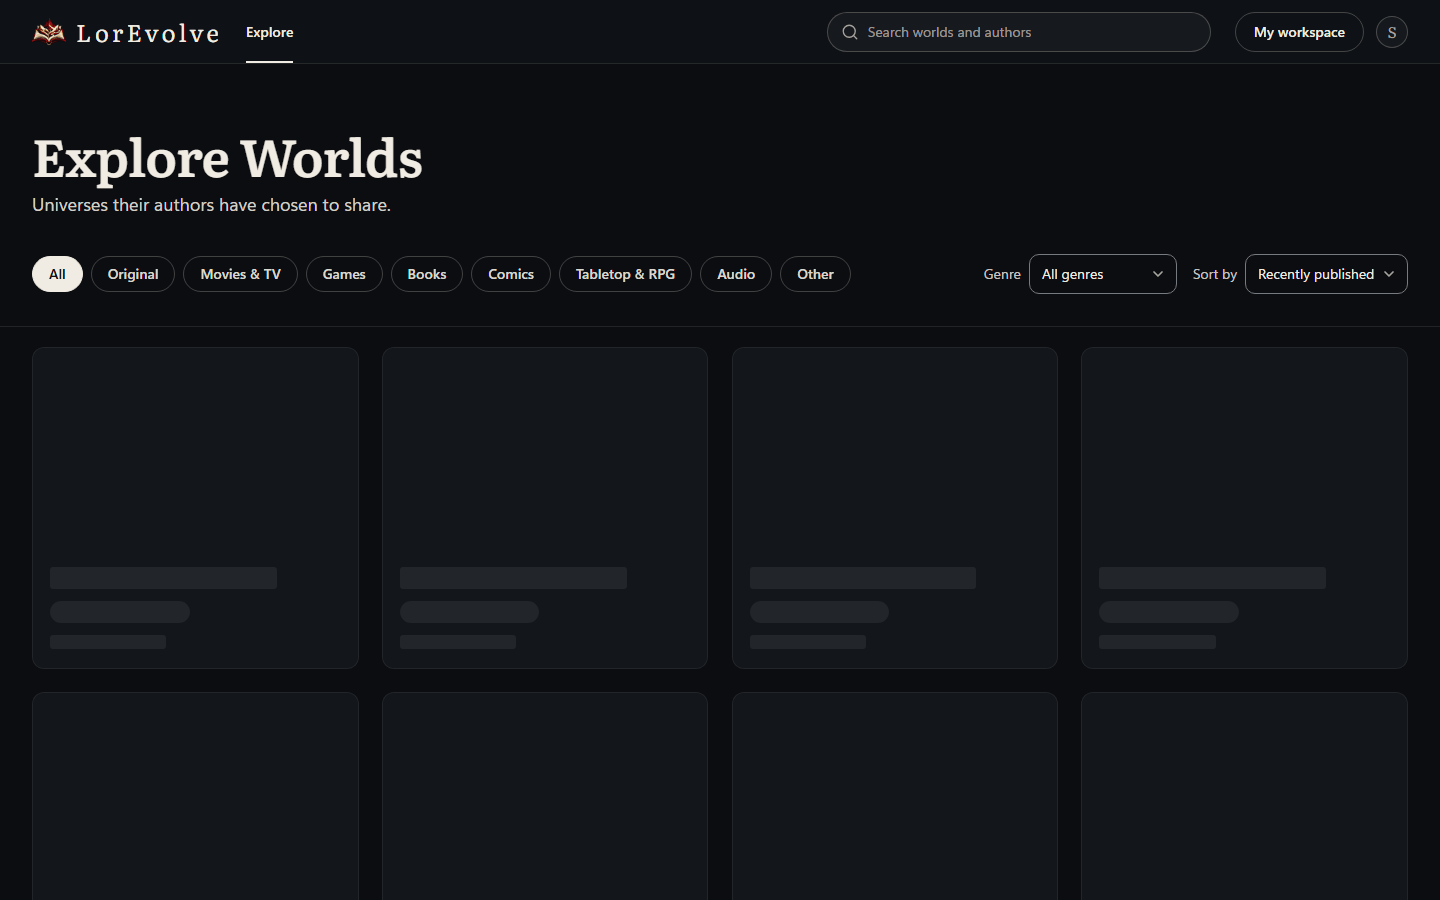 LorEvolve
Explore
Search worlds and authors
My workspace
S
Explore Worlds
Universes their authors have chosen to share.
All
Original
Movies & TV
Games
Books
Comics
Tabletop & RPG
Audio
Other
Genre
All genres
Sort by
Recently published